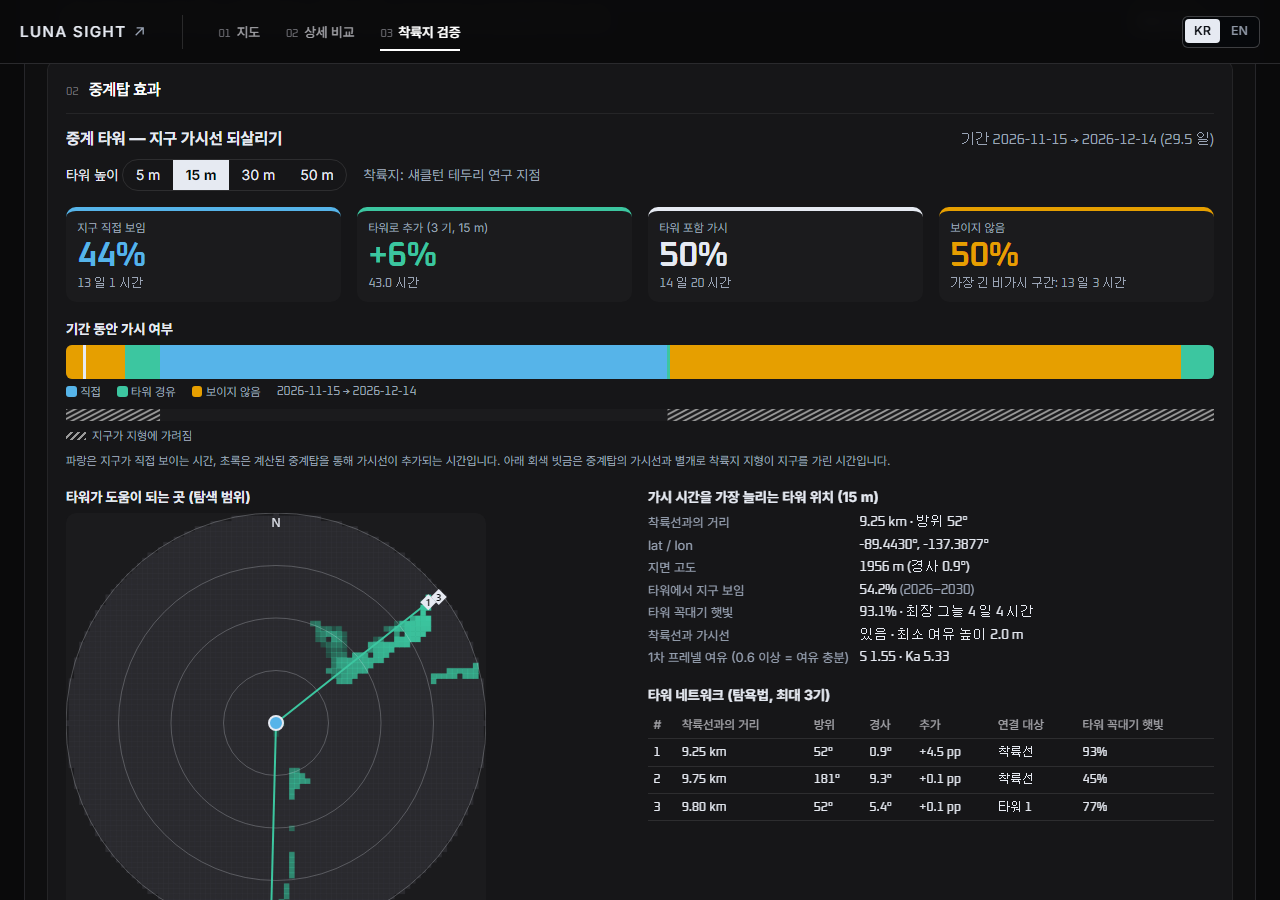 LUNA SIGHT ↗
01 지도
02 상세 비교
03 착륙지 검증
KR EN
02 중계탑 효과
중계 타워 — 지구 가시선 되살리기
기간 2026-11-15 → 2026-12-14 (29.5 일)
타워 높이 5 m 15 m 30 m 50 m 착륙지: 섀클턴 테두리 연구 지점
지구 직접 보임
44%
13 일 1 시간
타워로 추가 (3 기, 15 m)
+6%
43.0 시간
타워 포함 가시
50%
14 일 20 시간
보이지 않음
50%
가장 긴 비가시 구간: 13 일 3 시간
기간 동안 가시 여부
직접 타워 경유 보이지 않음 2026-11-15 → 2026-12-14
지구가 지형에 가려짐
파랑은 지구가 직접 보이는 시간, 초록은 계산된 중계탑을 통해 가시선이 추가되는 시간입니다. 아래 회색 빗금은 중계탑의 가시선과 별개로 착륙지 지형이 지구를 가린 시간입니다.
타워가 도움이 되는 곳 (탐색 범위)
N
1 3
가시 시간을 가장 늘리는 타워 위치 (15 m)
착륙선과의 거리 9.25 km · 방위 52°
lat / lon -89.4430°, -137.3877°
지면 고도 1956 m (경사 0.9°)
타워에서 지구 보임 54.2% (2026–2030)
타워 꼭대기 햇빛 93.1% · 최장 그늘 4 일 4 시간
착륙선과 가시선 있음 · 최소 여유 높이 2.0 m
1차 프레넬 여유 (0.6 이상 = 여유 충분) S 1.55 · Ka 5.33
타워 네트워크 (탐욕법, 최대 3기)
# 착륙선과의 거리 방위 경사 추가 연결 대상 타워 꼭대기 햇빛
1 9.25 km 52° 0.9° +4.5 pp 착륙선 93%
2 9.75 km 181° 9.3° +0.1 pp 착륙선 45%
3 9.80 km 52° 5.4° +0.1 pp 타워 1 77%